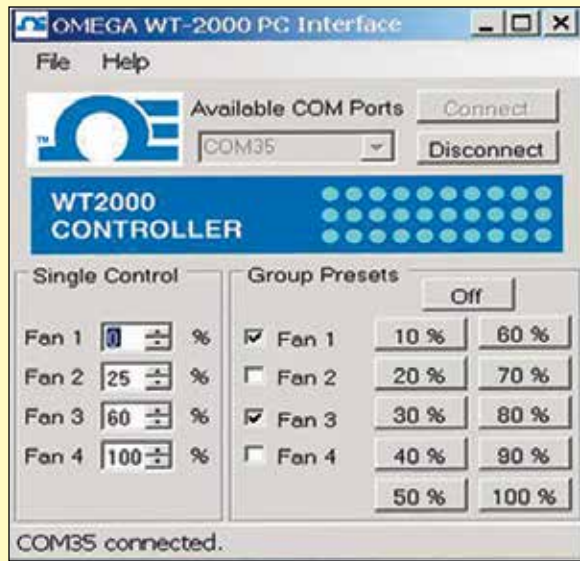 OMEGA WT-2000 PC Interface
File Help
Available COM Ports
Connect
TM
COM35
Disconnect
WT2000
CONTROLLER
Single Control
Fan 1 0 %
Fan 2 25 %
Fan 3 60 %
Fan 4 100 %
Group Presets
Off
Fan 1
Fan 2
Fan 3
Fan 4
10 % 60 %
20 % 70 %
30 % 80 %
40 % 90 %
50 % 100 %
COM35 connected.